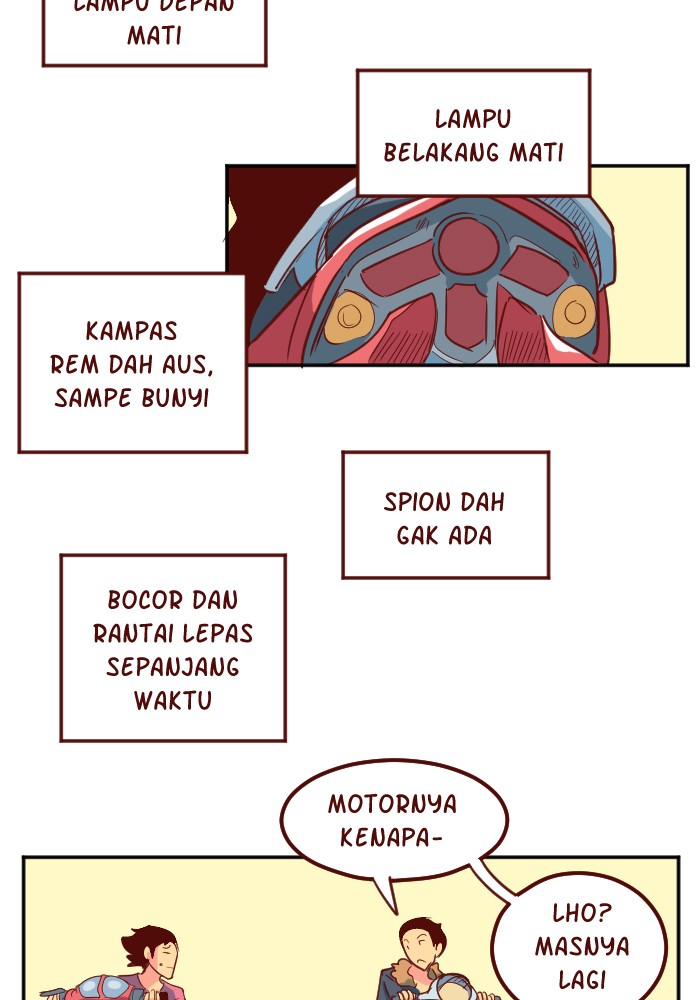 LAMPU DEPAN
MATI
LAMPU
BELAKANG MATI
KAMPAS
REM DAH AUS,
SAMPE BUNYI
SPION DAH
GAK ADA
BOCOR DAN
RANTAI LEPAS
SEPANJANG
WAKTU
MOTORNYA
KENAPA-
LHO?
MASNYA
LAGI